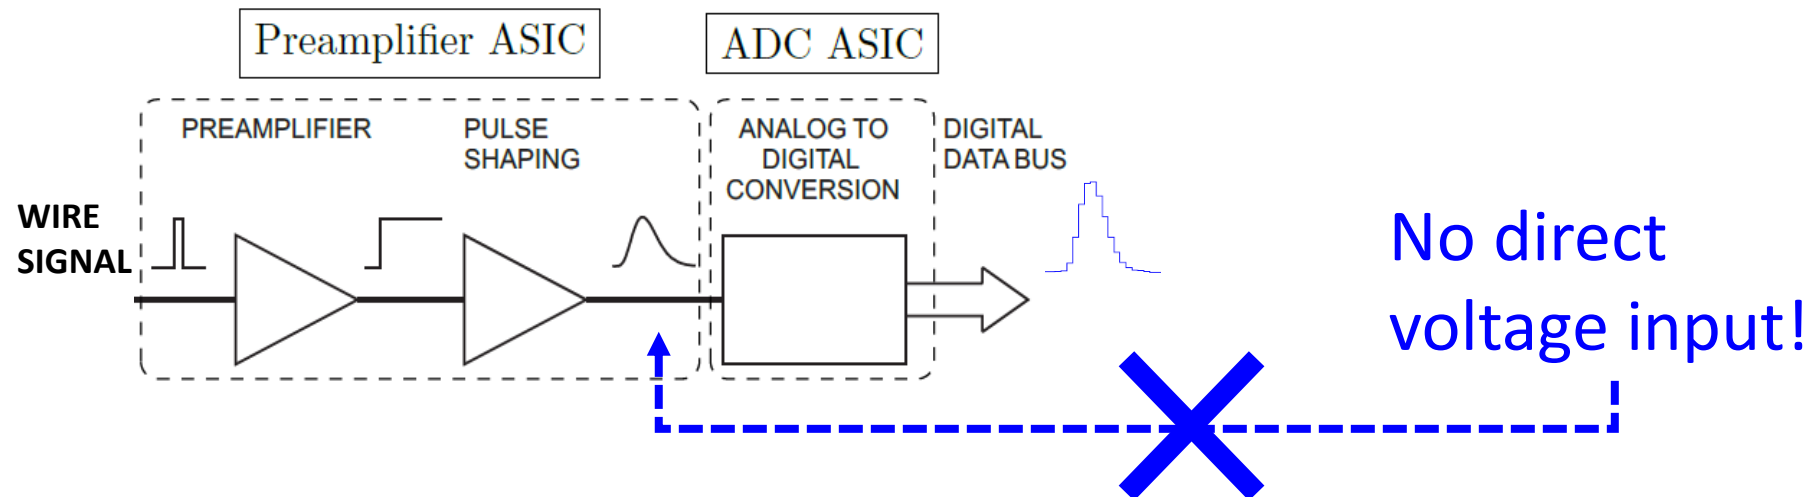 Preamplifier ASIC
ADC ASIC
PREAMPLIFIER
PULSE
SHAPING
ANALOG TO
DIGITAL
CONVERSION
DIGITAL
DATA BUS
WIRE
SIGNAL
No direct
voltage input!